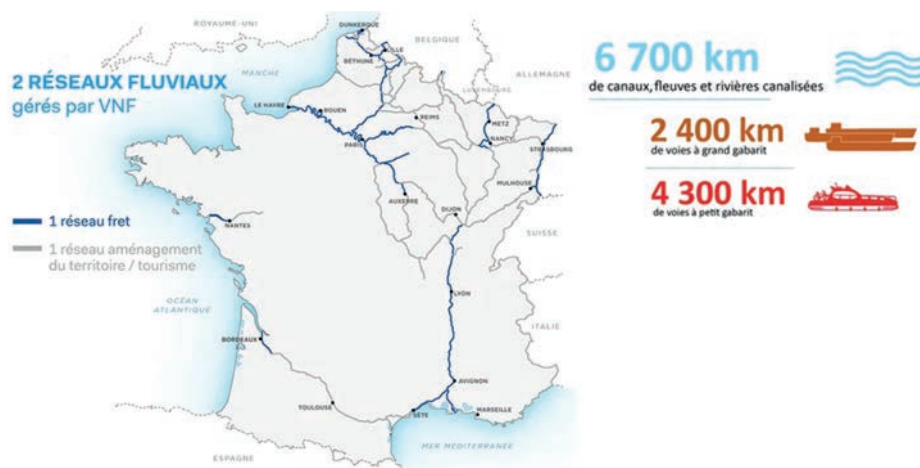 ROYAUME-UNI
DUNKERQUE
LILLE
BÉTHUNE
BELGIQUE
ALLEMAGNE
LUXEMBOURG
MANCHE
2 RÉSEAUX FLUVIAUX
gérés par VNF
LE HAVRE
ROUEN
REIMS
PARIS
METZ
NANCY
STRASBOURG
MULHOUSE
AUXERRE
DIJON
SUISSE
NANTES
1 réseau fret
1 réseau aménagement
du territoire / tourisme
OCÉAN
ATLANTIQUE
LYON
ITALIE
BORDEAUX
AVIGNON
TOULOUSE
SÈTE
MARSEILLE
MER MÉDITERRANÉE
ESPAGNE
6 700 km
de canaux, fleuves et rivières canalisées
2 400 km
de voies à grand gabarit
4 300 km
de voies à petit gabarit